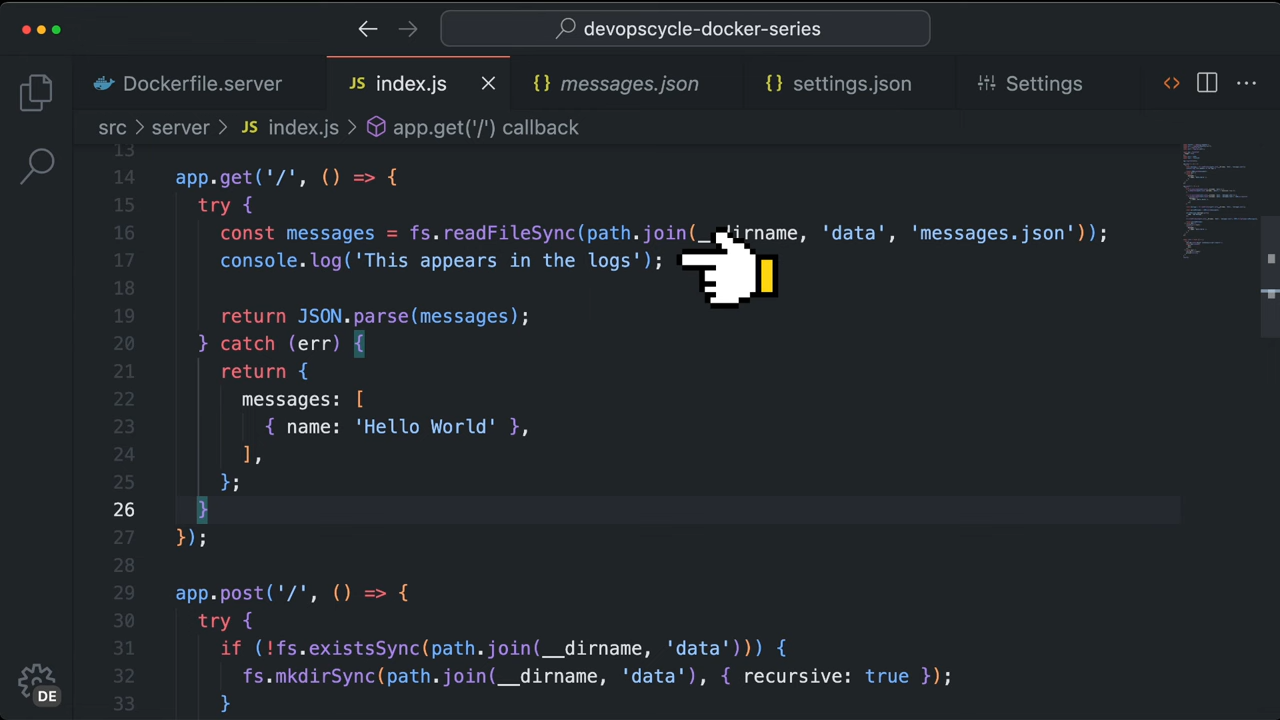 devopscycle-docker-series
Dockerfile.server
JS index.js
{} messages.json
{} settings.json
Settings
src > server > JS index.js > app.get('/') callback
13
14 app.get('/', () => {
15 try {
16 const messages = fs.readFileSync(path.join(__dirname, 'data', 'messages.json'));
17 console.log('This appears in the logs');
18
19 return JSON.parse(messages);
20 } catch (err) {
21 return {
22 messages: [
23 { name: 'Hello World' },
24 ],
25 };
26 }
27 });
28
29 app.post('/', () => {
30 try {
31 if (!fs.existsSync(path.join(__dirname, 'data'))) {
32 fs.mkdirSync(path.join(__dirname, 'data'), { recursive: true });
33 }
DE